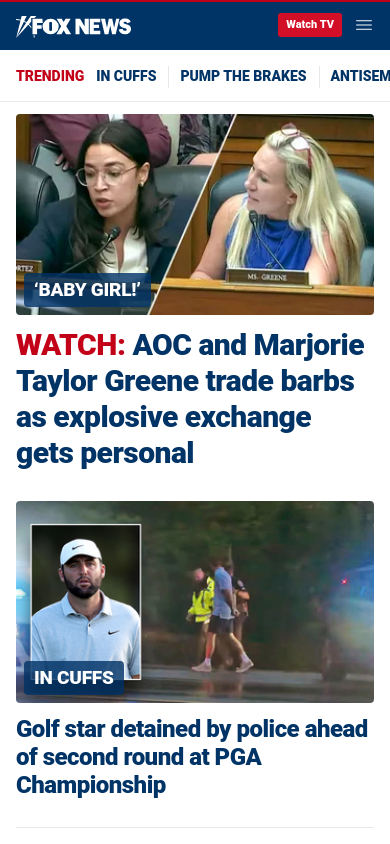 FOX NEWS
Watch TV
TRENDING IN CUFFS PUMP THE BRAKES ANTISEM
RTEZ
MS. GREENE
‘BABY GIRL!’
WATCH: AOC and Marjorie
Taylor Greene trade barbs
as explosive exchange
gets personal
IN CUFFS
Golf star detained by police ahead
of second round at PGA
Championship